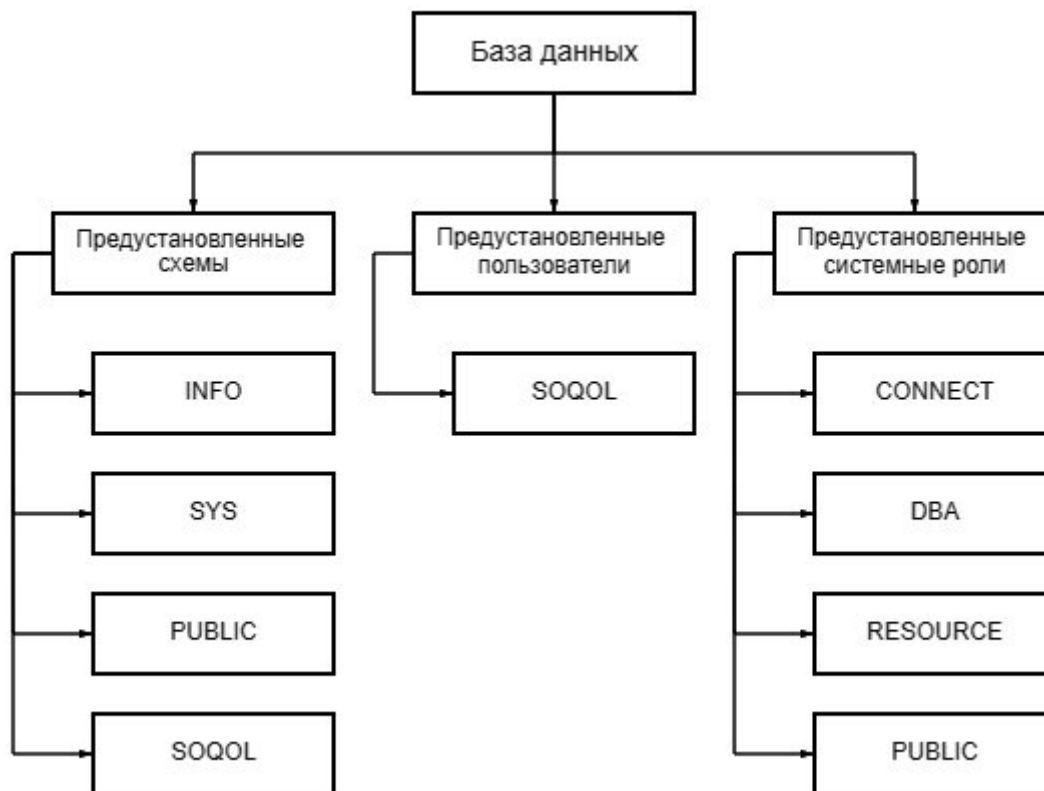 База данных
Предустановленные
схемы
Предустановленные
пользователи
Предустановленные
системные роли
INFO
SOQOL
CONNECT
SYS
DBA
PUBLIC
RESOURCE
SOQOL
PUBLIC